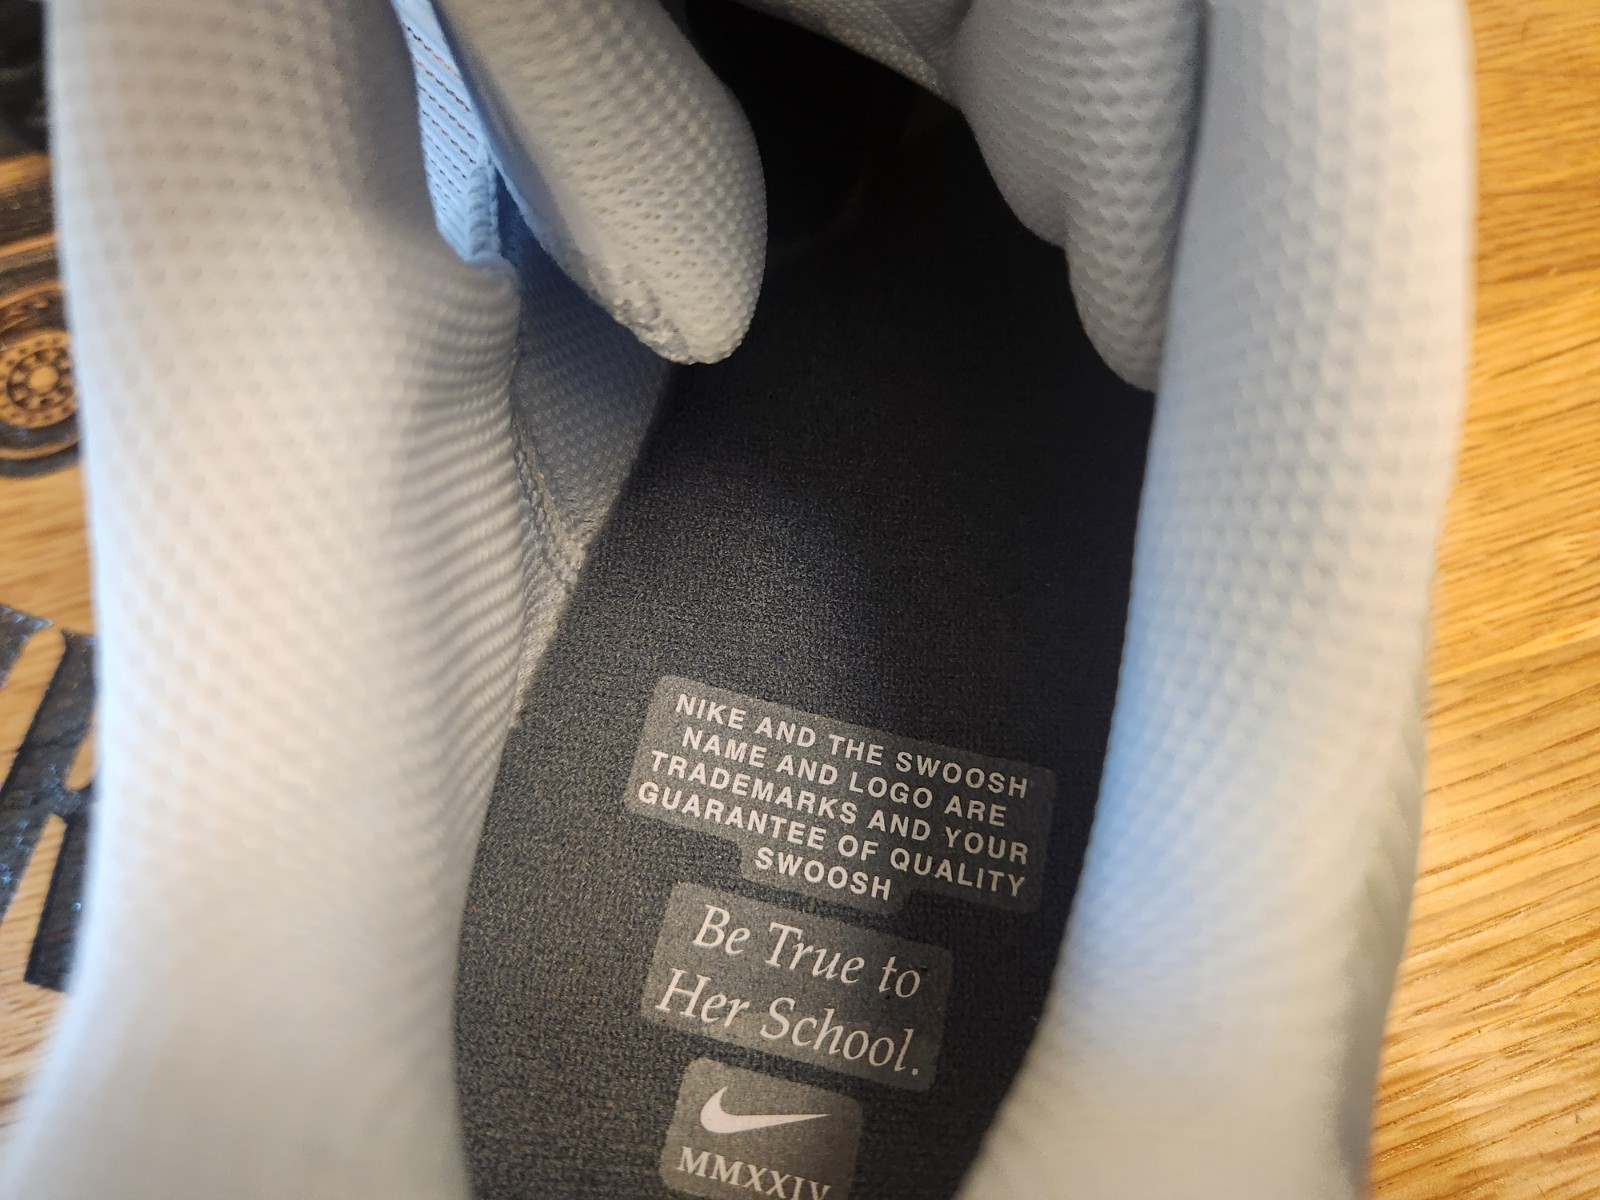 NIKE AND THE SWOOSH
NAME AND LOGO ARE
TRADEMARKS AND YOUR
GUARANTEE OF QUALITY
SWOOSH
Be True to
Her School.
MMXXIV